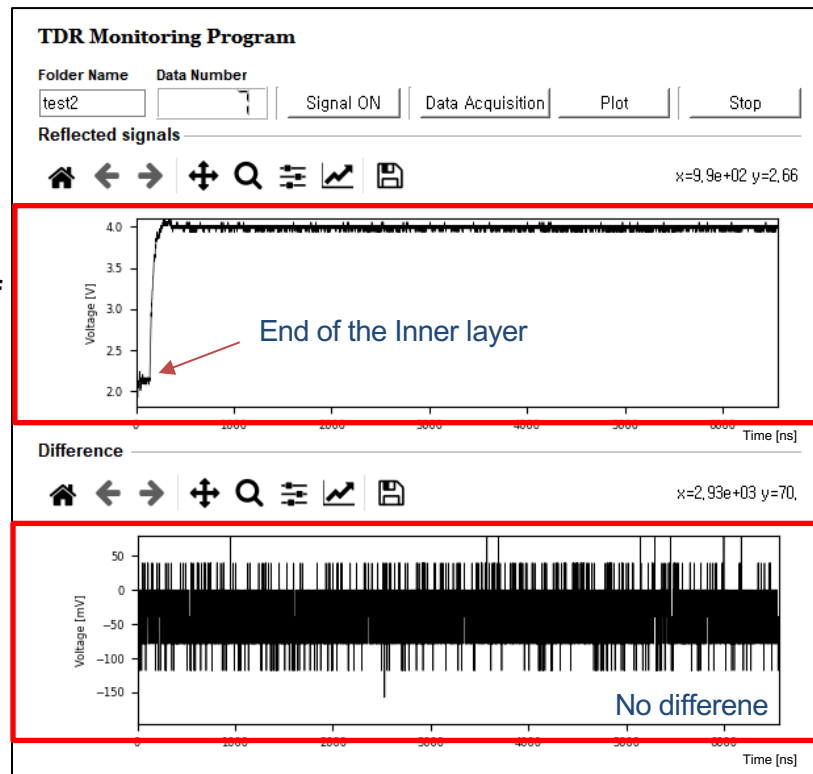 TDR Monitoring Program
Folder Name Data Number
test2 Signal ON Data Acquisition Plot Stop
Reflected signals
x=9,9e+02 y=2,66
4.0
3.5
3.0
2.5
2.0
Voltage [V]
End of the Inner layer
0 1000 2000 3000 4000 5000 6000
Time [ns]
Difference
x=2,93e+03 y=70,
50
0
−50
−100
−150
Voltage [mV]
No differene
0 1000 2000 3000 4000 5000 6000
Time [ns]